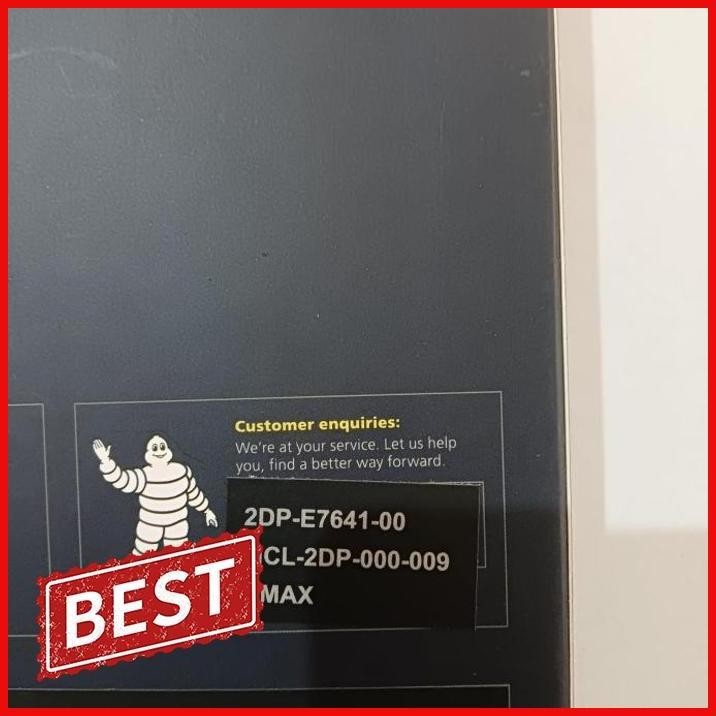 Customer enquiries:
We're at your service. Let us help
you, find a better way forward.
2DP-E7641-00
CL-2DP-000-009
MAX
BEST